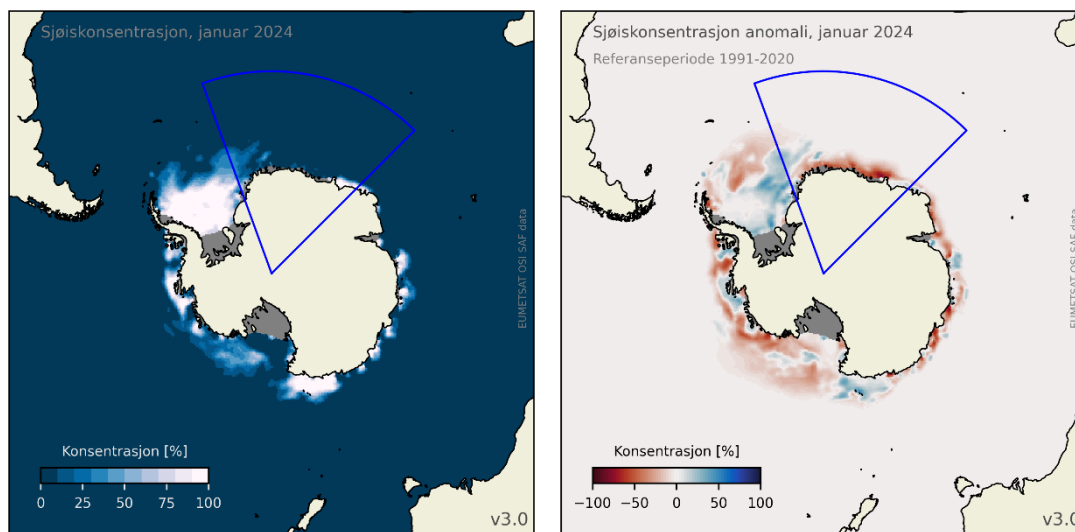 Sjøiskonsentrasjon, januar 2024
EUMETSAT OSI SAF data
Konsentrasjon [%]
0 25 50 75 100
v3.0
Sjøiskonsentrasjon anomali, januar 2024
Referanseperiode 1991-2020
EUMETSAT OSI SAF data
Konsentrasjon [%]
−100 −50 0 50 100
v3.0